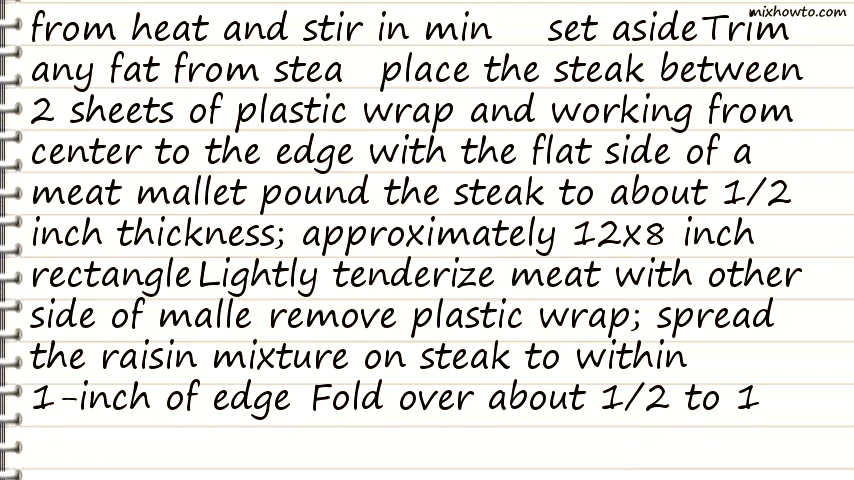 mixhowto.com
from heat and stir in min set asideTrim
any fat from stea place the steak between
2 sheets of plastic wrap and working from
center to the edge with the flat side of a
meat mallet pound the steak to about 1/2
inch thickness; approximately 12x8 inch
rectangleLightly tenderize meat with other
side of malle remove plastic wrap; spread
the raisin mixture on steak to within
1-inch of edge Fold over about 1/2 to 1